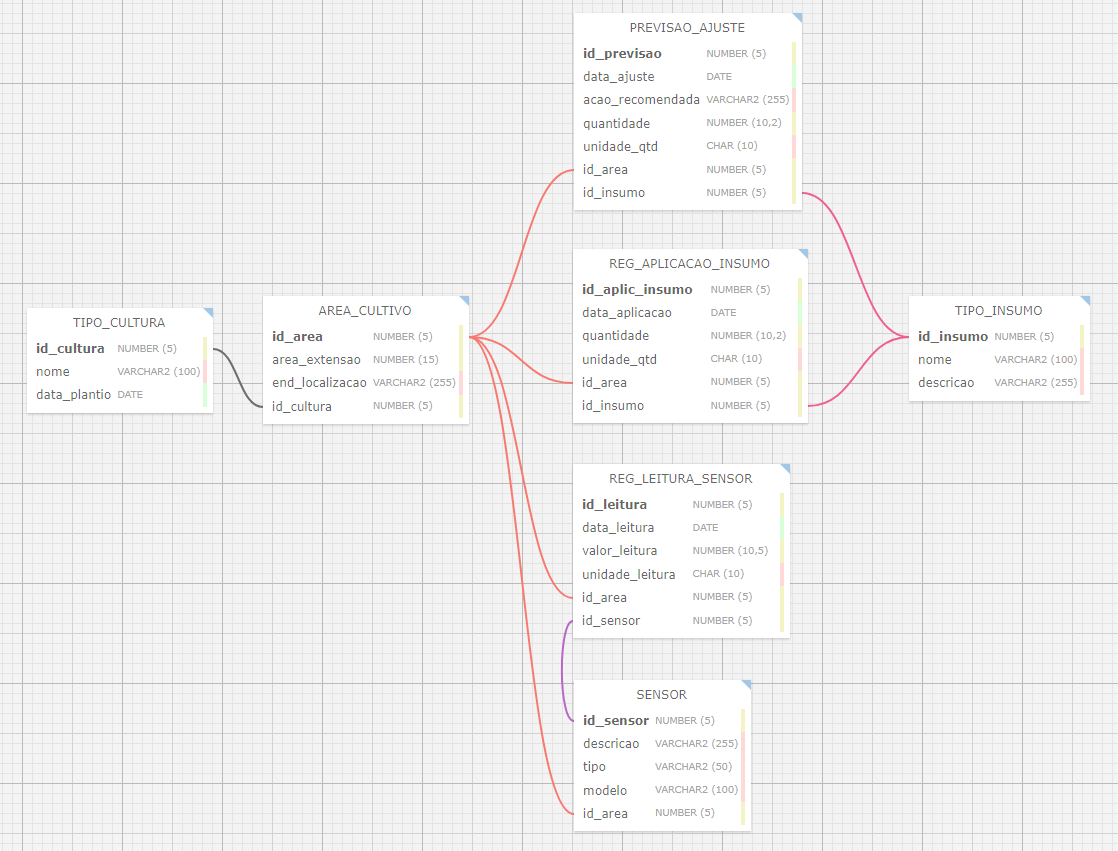 PREVISAO_AJUSTE
id_previsao NUMBER (5)
data_ajuste DATE
acao_recomendada VARCHAR2 (255)
quantidade NUMBER (10,2)
unidade_qtd CHAR (10)
id_area NUMBER (5)
id_insumo NUMBER (5)
REG_APLICACAO_INSUMO
id_aplic_insumo NUMBER (5)
data_aplicacao DATE
quantidade NUMBER (10,2)
unidade_qtd CHAR (10)
id_area NUMBER (5)
id_insumo NUMBER (5)
TIPO_CULTURA
id_cultura NUMBER (5)
nome VARCHAR2 (100)
data_plantio DATE
AREA_CULTIVO
id_area NUMBER (5)
area_extensao NUMBER (15)
end_localizacao VARCHAR2 (255)
id_cultura NUMBER (5)
TIPO_INSUMO
id_insumo NUMBER (5)
nome VARCHAR2 (100)
descricao VARCHAR2 (255)
REG_LEITURA_SENSOR
id_leitura NUMBER (5)
data_leitura DATE
valor_leitura NUMBER (10,5)
unidade_leitura CHAR (10)
id_area NUMBER (5)
id_sensor NUMBER (5)
SENSOR
id_sensor NUMBER (5)
descricao VARCHAR2 (255)
tipo VARCHAR2 (50)
modelo VARCHAR2 (100)
id_area NUMBER (5)